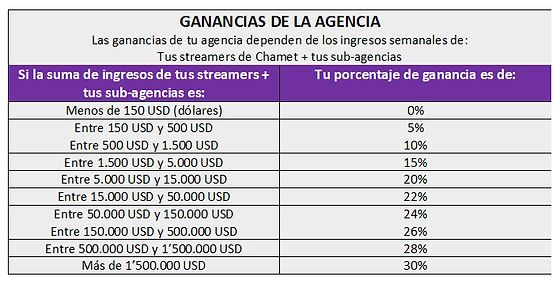 GANANCIAS DE LA AGENCIA
Las ganancias de tu agencia dependen de los ingresos semanales de:
Tus streamers de Chamet + tus sub-agencias
Si la suma de ingresos de tus streamers + tus sub-agencias es: Tu porcentaje de ganancia es de:
Menos de 150 USD (dólares) 0%
Entre 150 USD y 500 USD 5%
Entre 500 USD y 1.500 USD 10%
Entre 1.500 USD y 5.000 USD 15%
Entre 5.000 USD y 15.000 USD 20%
Entre 15.000 USD y 50.000 USD 22%
Entre 50.000 USD y 150.000 USD 24%
Entre 150.000 USD y 500.000 USD 26%
Entre 500.000 USD y 1'500.000 USD 28%
Más de 1'500.000 USD 30%